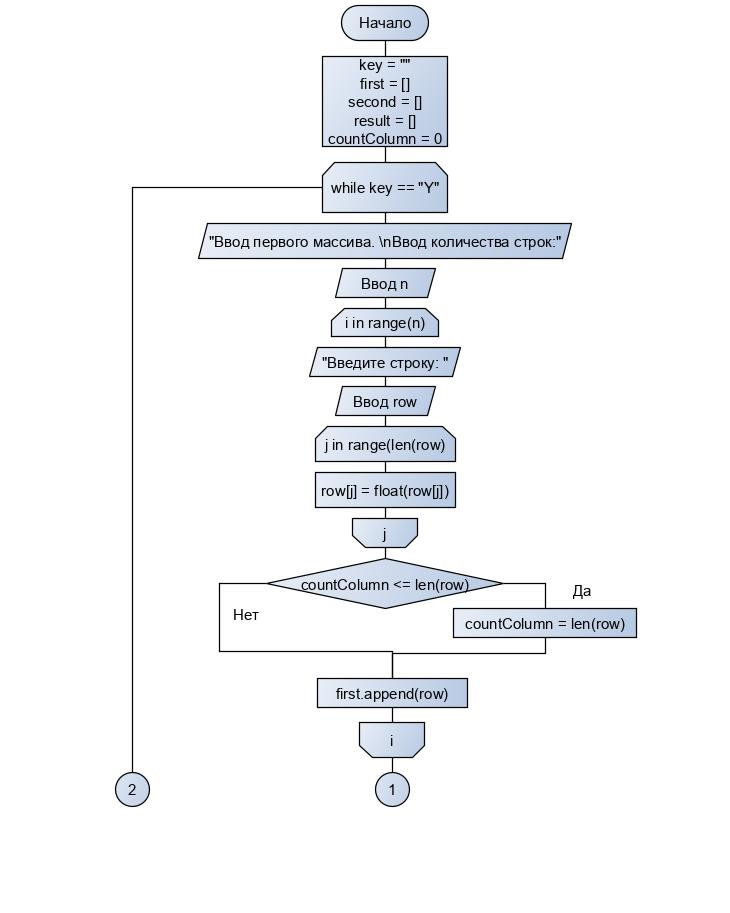 Начало
key = ""
first = []
second = []
result = []
countColumn = 0
while key == "Y"
"Ввод первого массива. \nВвод количества строк:"
Ввод n
i in range(n)
"Введите строку: "
Ввод row
j in range(len(row)
row[j] = float(row[j])
j
countColumn <= len(row)
Да
Нет
countColumn = len(row)
first.append(row)
i
2
1